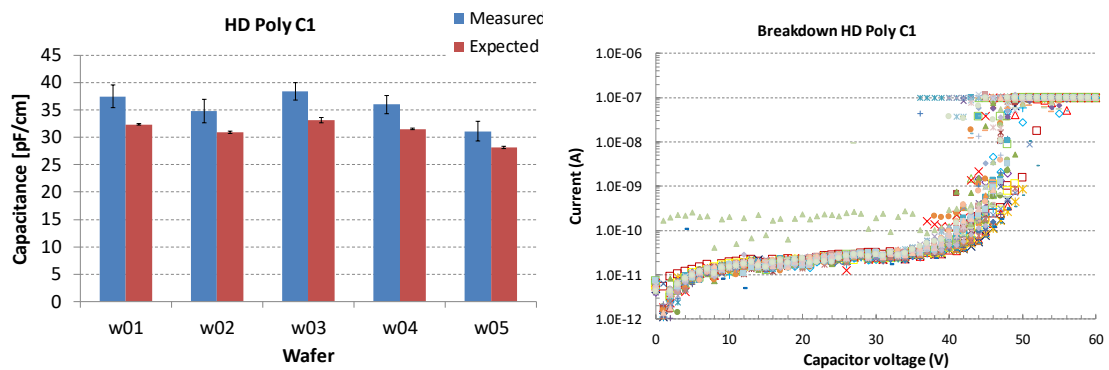 HD Poly C1
Measured
Expected
Capacitance [pF/cm]
45
40
35
30
25
20
15
10
5
0
w01 w02 w03 w04 w05
Wafer
Breakdown HD Poly C1
Current (A)
1.0E-06
1.0E-07
1.0E-08
1.0E-09
1.0E-10
1.0E-11
1.0E-12
0 10 20 30 40 50 60
Capacitor voltage (V)